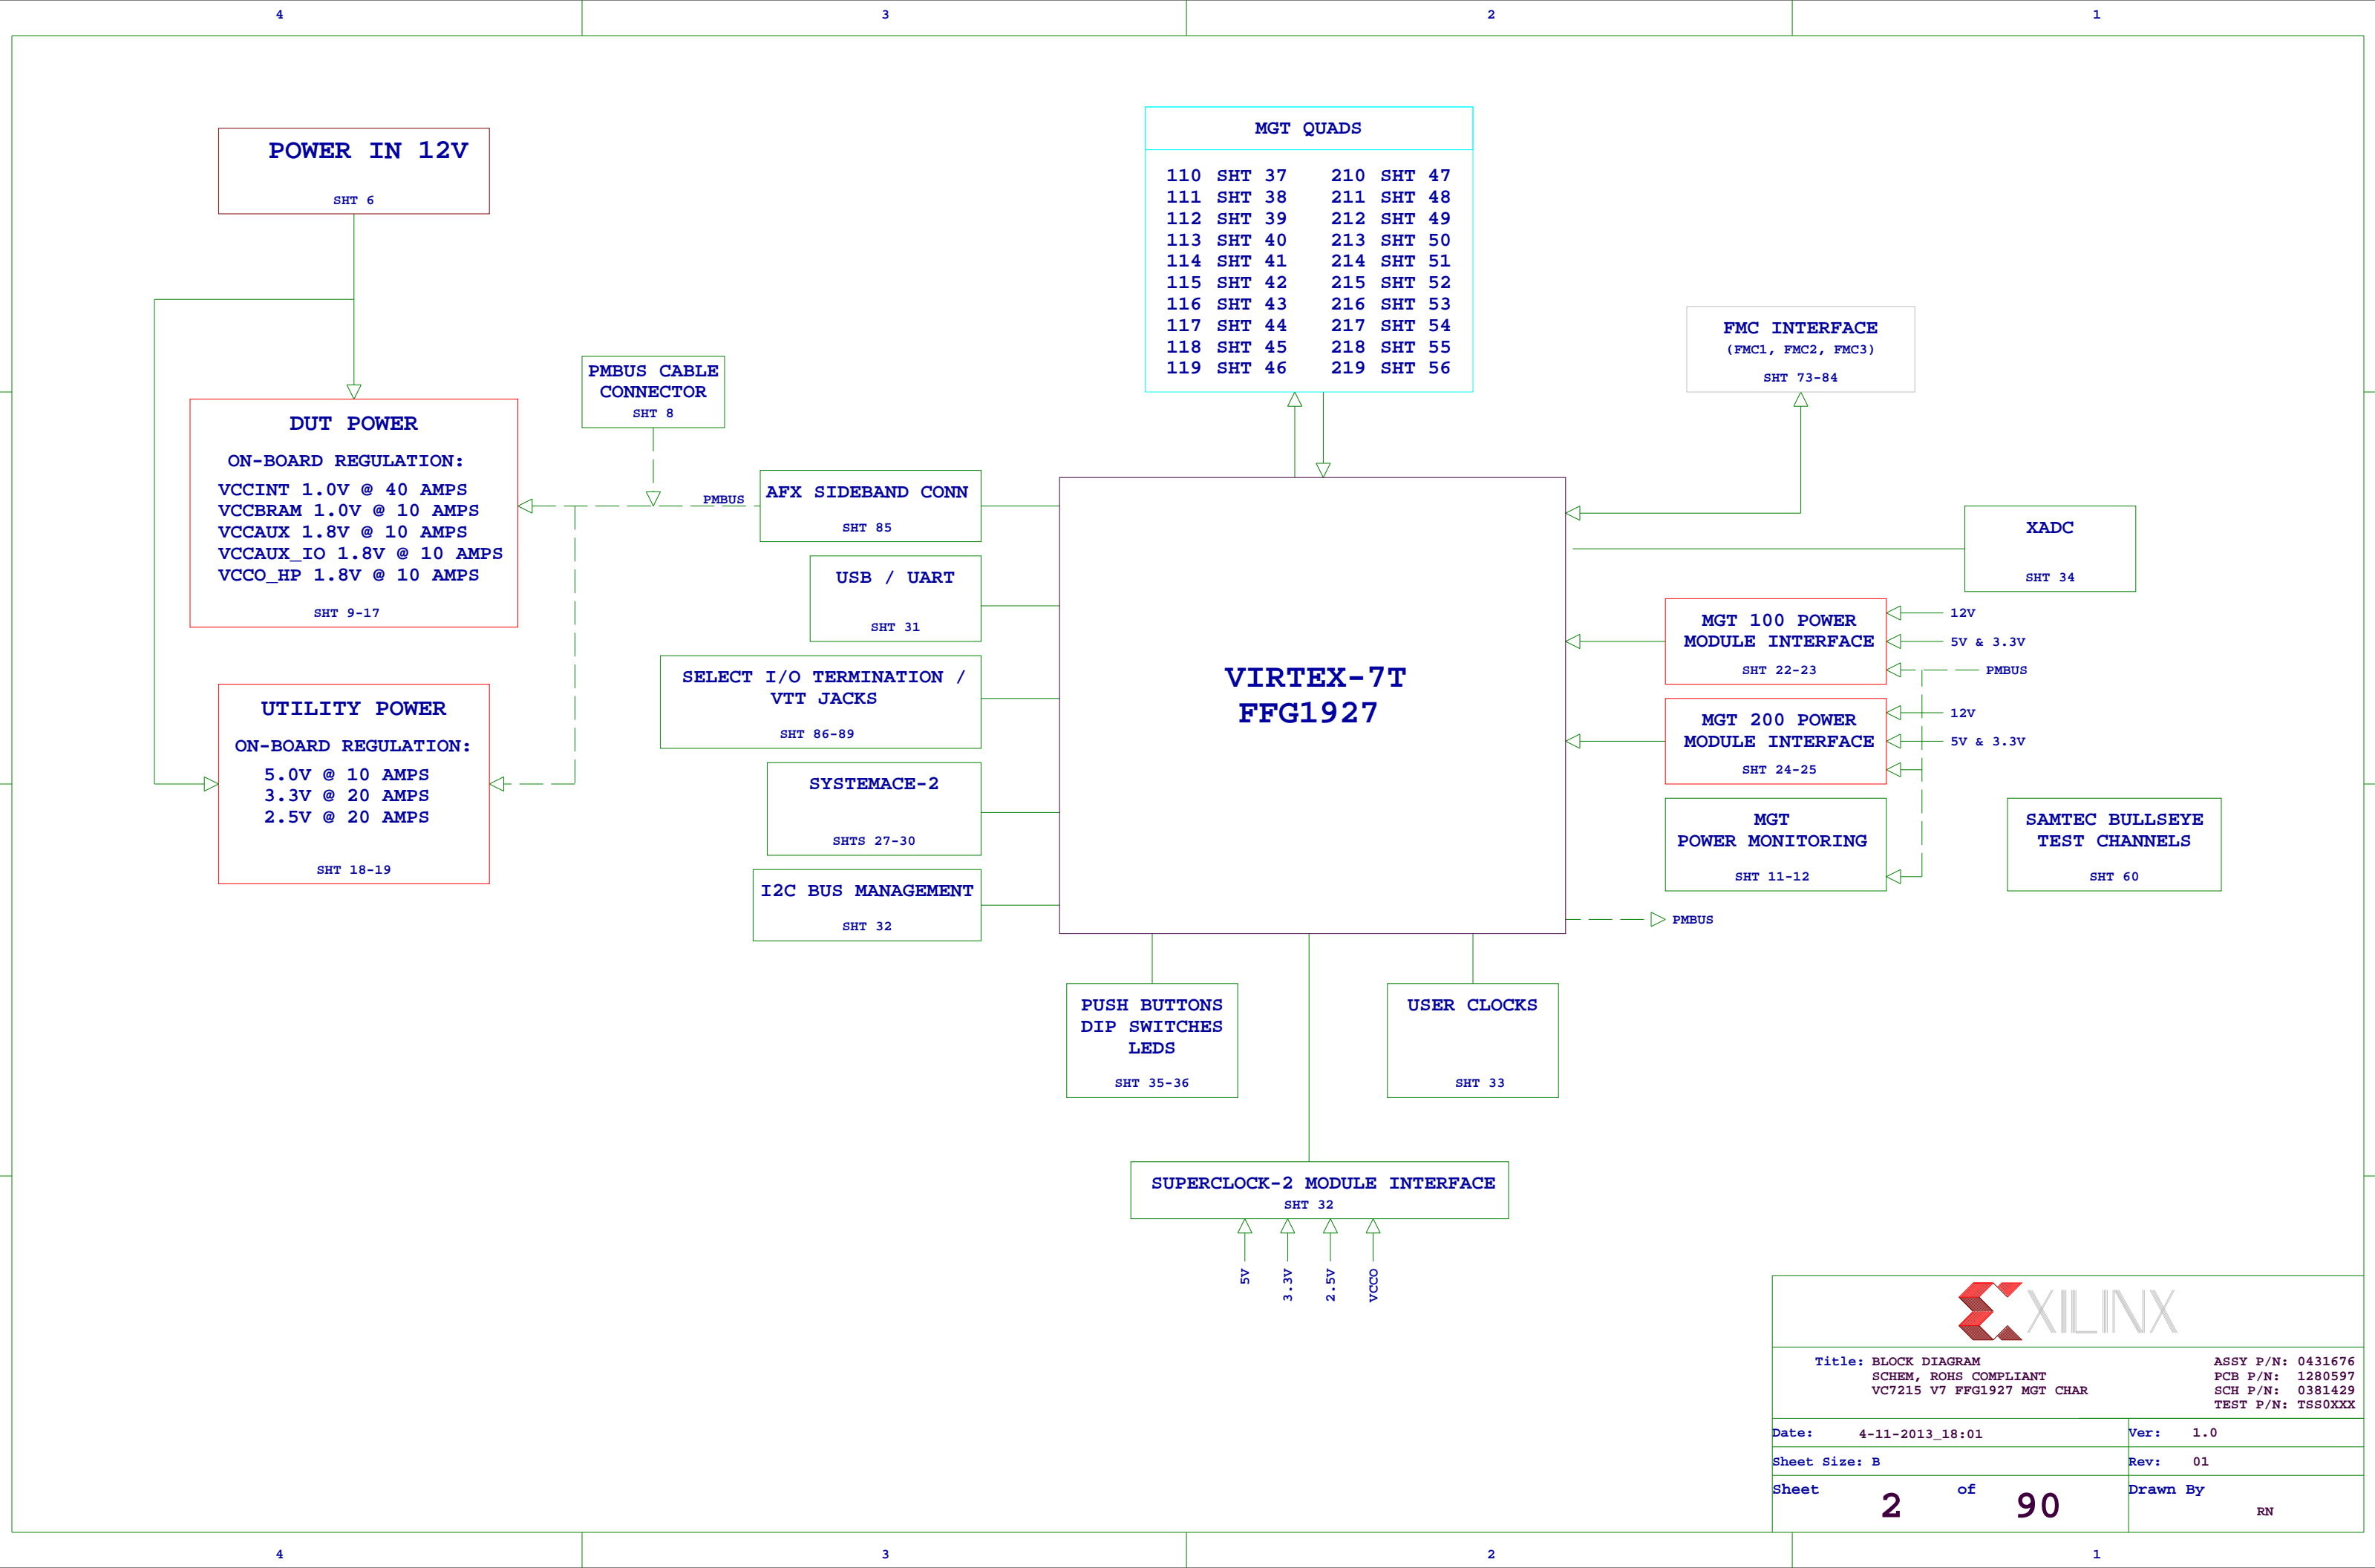 4 3 2 1
POWER IN 12V
SHT 6
MGT QUADS
110 SHT 37 210 SHT 47
111 SHT 38 211 SHT 48
112 SHT 39 212 SHT 49
113 SHT 40 213 SHT 50
114 SHT 41 214 SHT 51
115 SHT 42 215 SHT 52
116 SHT 43 216 SHT 53
117 SHT 44 217 SHT 54
118 SHT 45 218 SHT 55
119 SHT 46 219 SHT 56
FMC INTERFACE
(FMC1, FMC2, FMC3)
SHT 73-84
PMBUS CABLE
CONNECTOR
SHT 8
DUT POWER
ON-BOARD REGULATION:
VCCINT 1.0V @ 40 AMPS
VCCBRAM 1.0V @ 10 AMPS
VCCAUX 1.8V @ 10 AMPS
VCCAUX_IO 1.8V @ 10 AMPS
VCCO_HP 1.8V @ 10 AMPS
SHT 9-17
PMBUS
AFX SIDEBAND CONN
SHT 85
USB / UART
SHT 31
SELECT I/O TERMINATION /
VTT JACKS
SHT 86-89
SYSTEMACE-2
SHTS 27-30
I2C BUS MANAGEMENT
SHT 32
UTILITY POWER
ON-BOARD REGULATION:
5.0V @ 10 AMPS
3.3V @ 20 AMPS
2.5V @ 20 AMPS
SHT 18-19
VIRTEX-7T
FFG1927
XADC
SHT 34
MGT 100 POWER
MODULE INTERFACE
SHT 22-23
12V
5V & 3.3V
PMBUS
MGT 200 POWER
MODULE INTERFACE
SHT 24-25
12V
5V & 3.3V
MGT
POWER MONITORING
SHT 11-12
SAMTEC BULLSEYE
TEST CHANNELS
SHT 60
PMBUS
PUSH BUTTONS
DIP SWITCHES
LEDS
SHT 35-36
USER CLOCKS
SHT 33
SUPERCLOCK-2 MODULE INTERFACE
SHT 32
5V
3.3V
2.5V
VCCO
XILINX
Title: BLOCK DIAGRAM
SCHEM, ROHS COMPLIANT
VC7215 V7 FFG1927 MGT CHAR
ASSY P/N: 0431676
PCB P/N: 1280597
SCH P/N: 0381429
TEST P/N: TSS0XXX
Date: 4-11-2013_18:01
Ver: 1.0
Sheet Size: B
Rev: 01
Sheet 2 of 90
Drawn By
RN
4 3 2 1